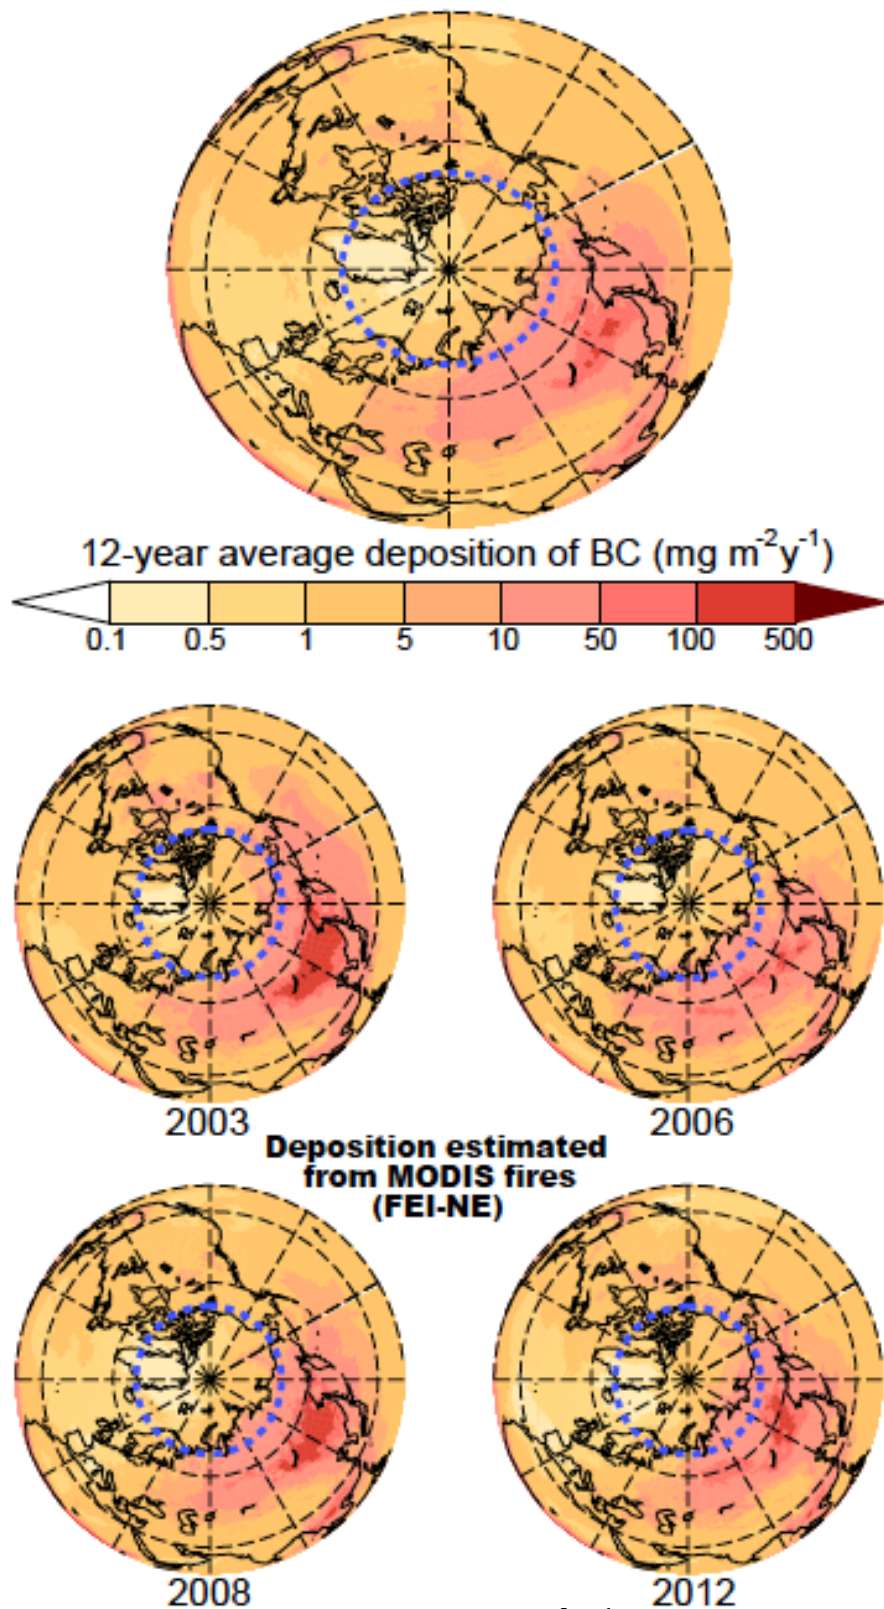 12-year average deposition of BC (mg m⁻²y⁻¹)
0.1 0.5 1 5 10 50 100 500
2003 2006
Deposition estimated
from MODIS fires
(FEI-NE)
2008 2012